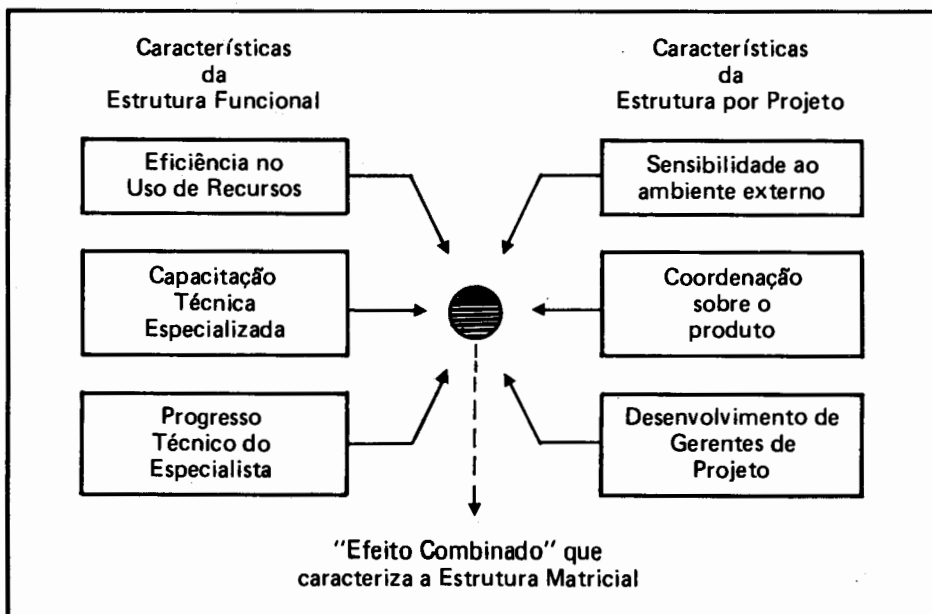 Características
da
Estrutura Funcional
Eficiência no
Uso de Recursos
Capacitação
Técnica
Especializada
Progresso
Técnico do
Especialista
Características
da
Estrutura por Projeto
Sensibilidade ao
ambiente externo
Coordenação
sobre o
produto
Desenvolvimento de
Gerentes de
Projeto
"Efeito Combinado" que
caracteriza a Estrutura Matricial